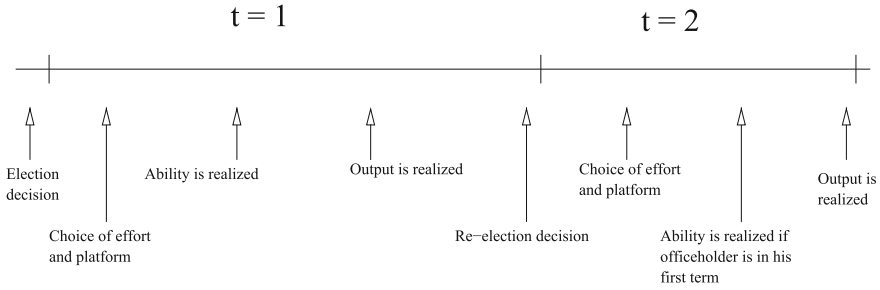 t = 1
t = 2
Election
decision
Choice of effort
and platform
Ability is realized
Output is realized
Re−election decision
Choice of effort
and platform
Ability is realized if
officeholder is in his
first term
Output is
realized